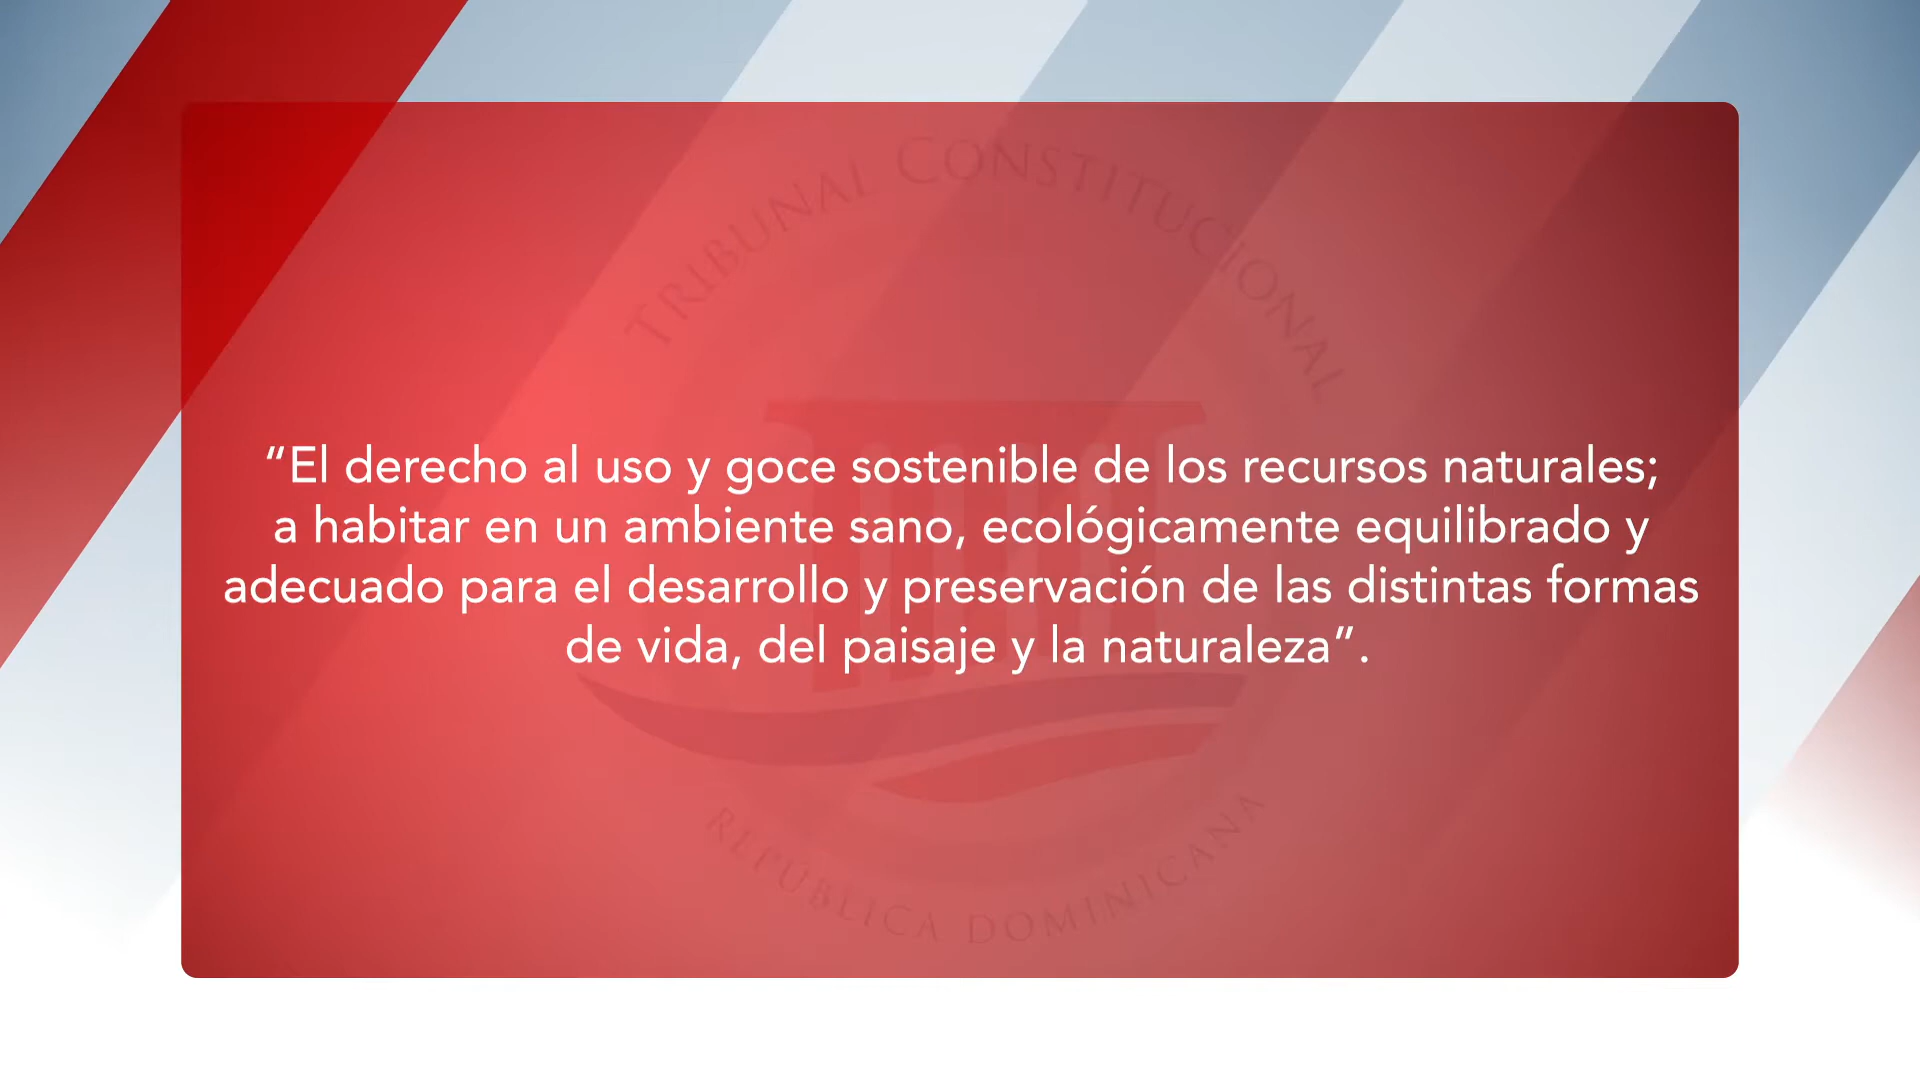 TRIBUNAL CONSTITUCIONAL
“El derecho al uso y goce sostenible de los recursos naturales;
a habitar en un ambiente sano, ecológicamente equilibrado y
adecuado para el desarrollo y preservación de las distintas formas
de vida, del paisaje y la naturaleza”.
REPÚBLICA DOMINICANA